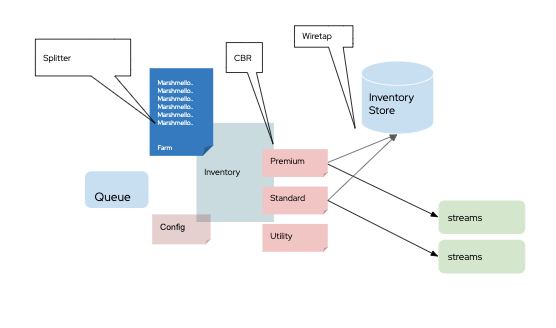 Wiretap
Splitter
CBR
Marshmello..
Marshmello..
Marshmello..
Marshmello..
Marshmello..
Marshmello..
Farm
Inventory
Store
Premium
Inventory
Queue
Standard
Config
Utility
streams
streams